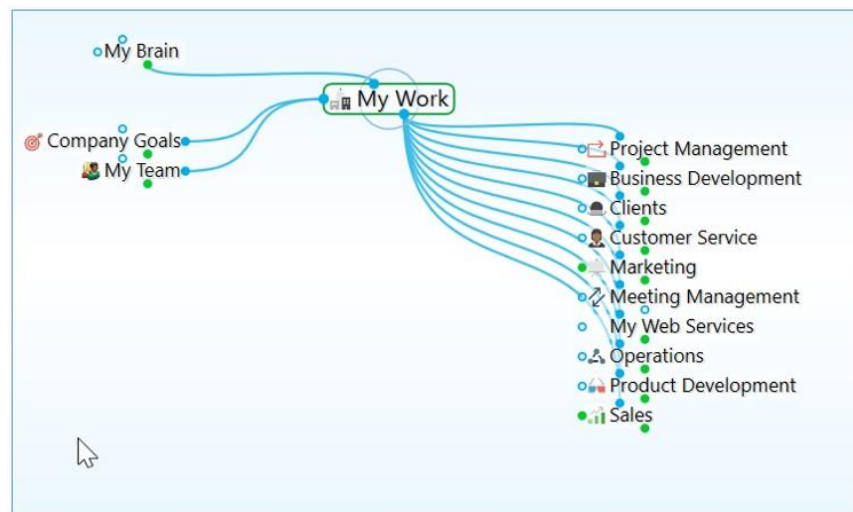 My Brain
My Work
Company Goals
My Team
Project Management
Business Development
Clients
Customer Service
Marketing
Meeting Management
My Web Services
Operations
Product Development
Sales